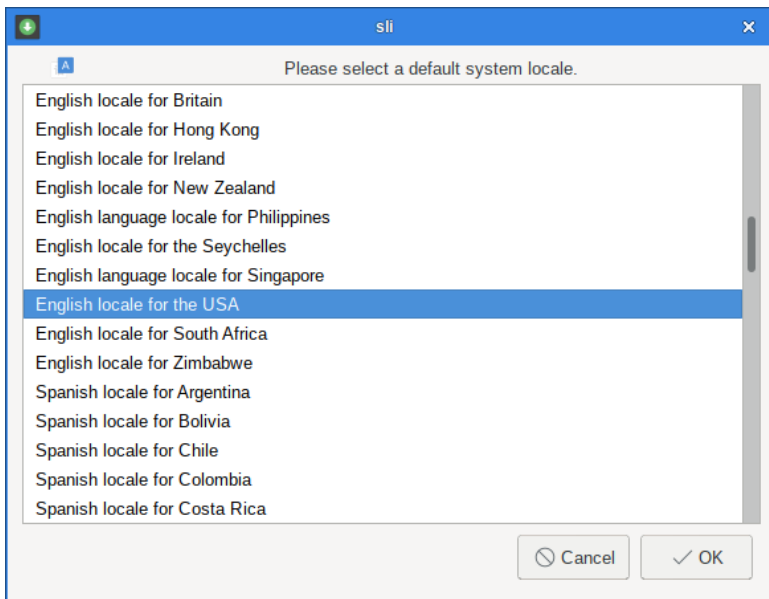 sli
A
Please select a default system locale.
English locale for Britain
English locale for Hong Kong
English locale for Ireland
English locale for New Zealand
English language locale for Philippines
English locale for the Seychelles
English language locale for Singapore
English locale for the USA
English locale for South Africa
English locale for Zimbabwe
Spanish locale for Argentina
Spanish locale for Bolivia
Spanish locale for Chile
Spanish locale for Colombia
Spanish locale for Costa Rica
Cancel OK